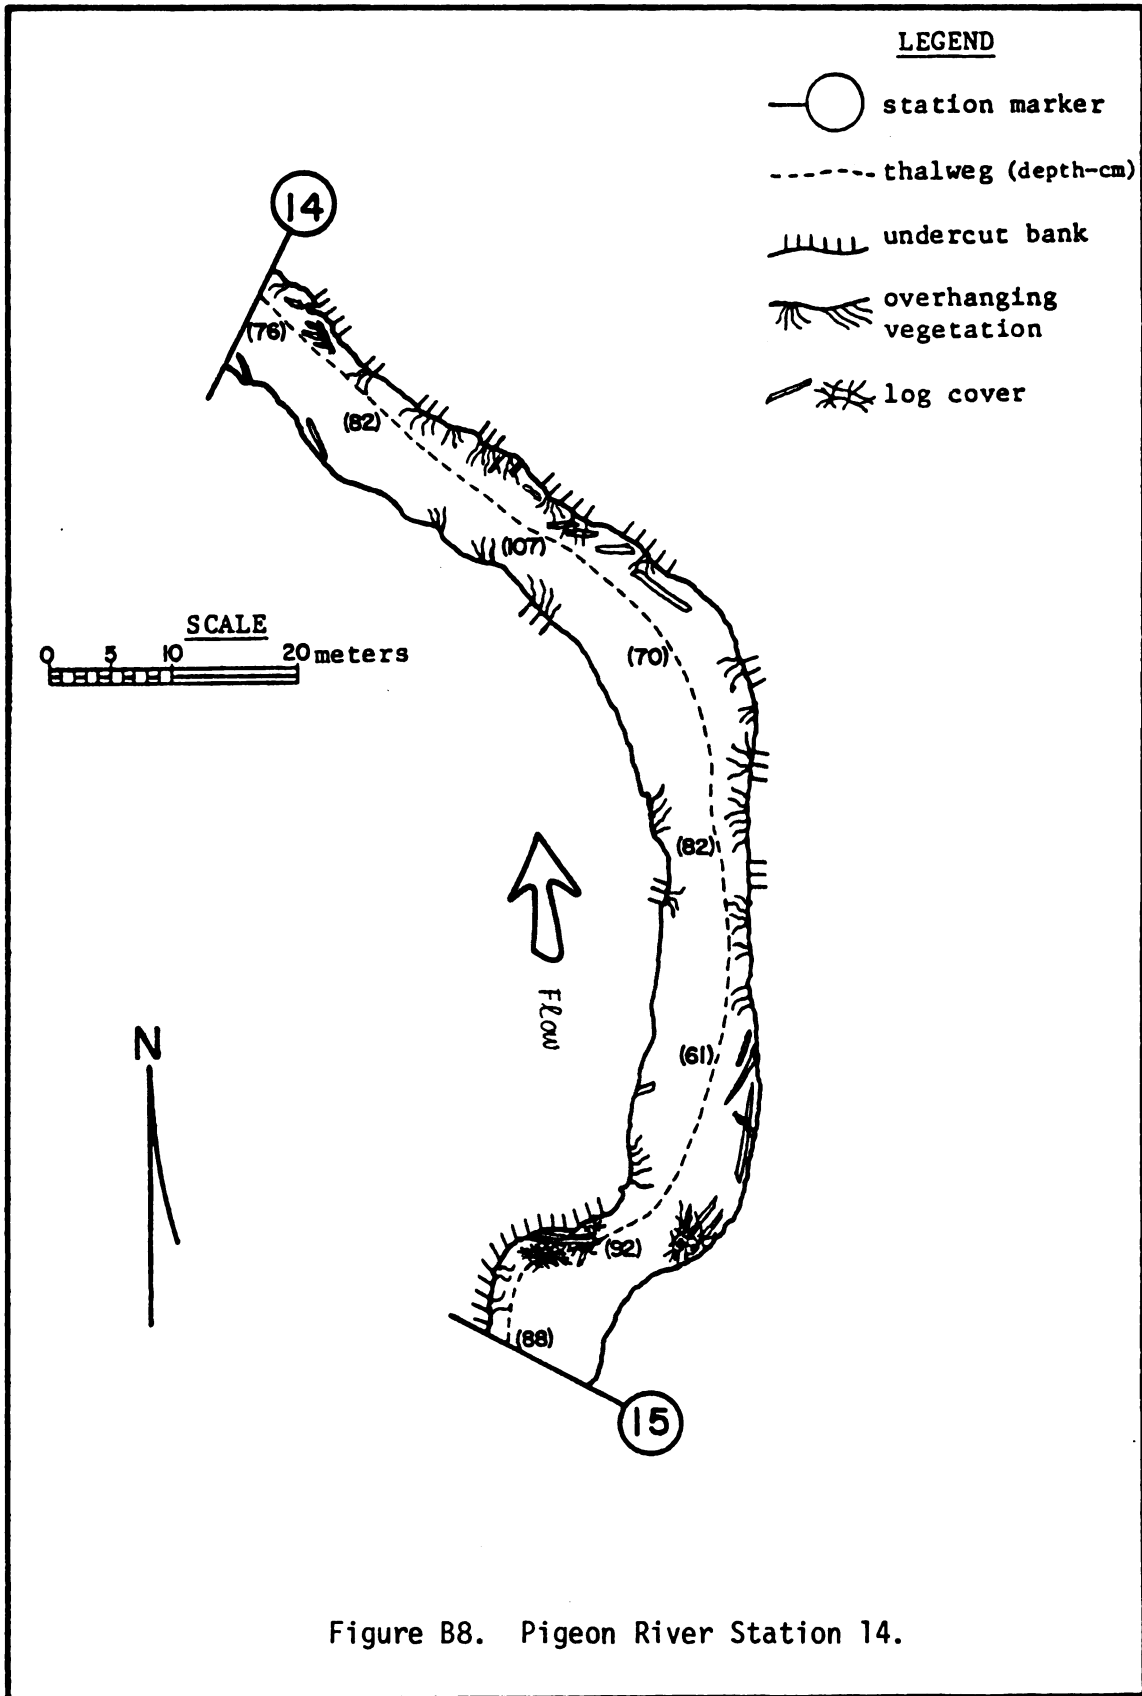 LEGEND
station marker
thalweg (depth-cm)
undercut bank
overhanging
vegetation
log cover
14
(76)
(82)
(107)
SCALE
0 5 10 20 meters
(70)
(82)
Flow
N
(61)
(92)
(88)
15
Figure B8. Pigeon River Station 14.